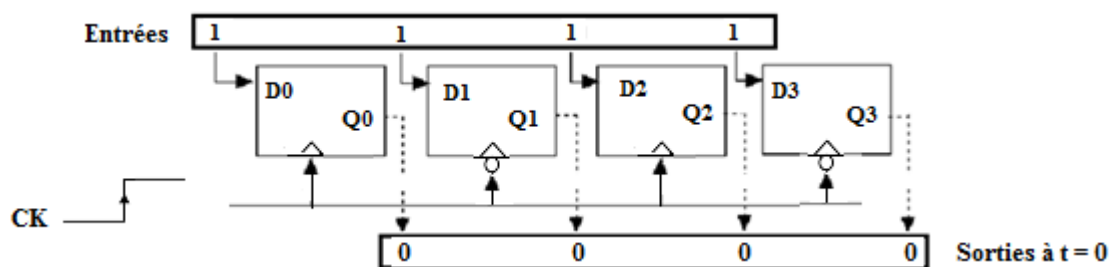 Entrées 1 1 1 1
D0 D1 D2 D3
Q0 Q1 Q2 Q3
CK
0 0 0 0 Sorties à t = 0